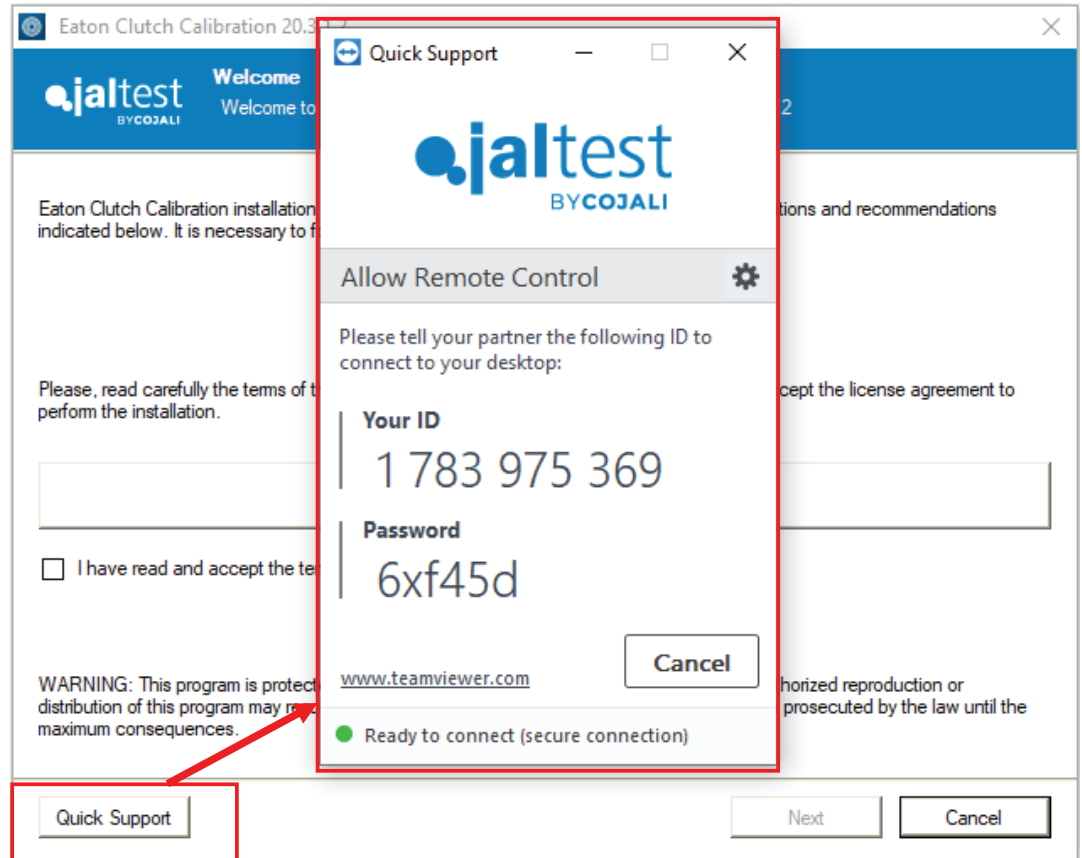 Eaton Clutch Calibration 20.3.1.2
Welcome
Welcome to
2
jaltest
BYCOJALI
Eaton Clutch Calibration installation
tions and recommendations
indicated below. It is necessary to f
Please, read carefully the terms of t
cept the license agreement to
perform the installation.
I have read and accept the te
WARNING: This program is protect
horized reproduction or
distribution of this program may re
prosecuted by the law until the
maximum consequences.
Quick Support
Next
Cancel
Quick Support
jaltest
BYCOJALI
Allow Remote Control
Please tell your partner the following ID to
connect to your desktop:
Your ID
1 783 975 369
Password
6xf45d
Cancel
www.teamviewer.com
Ready to connect (secure connection)